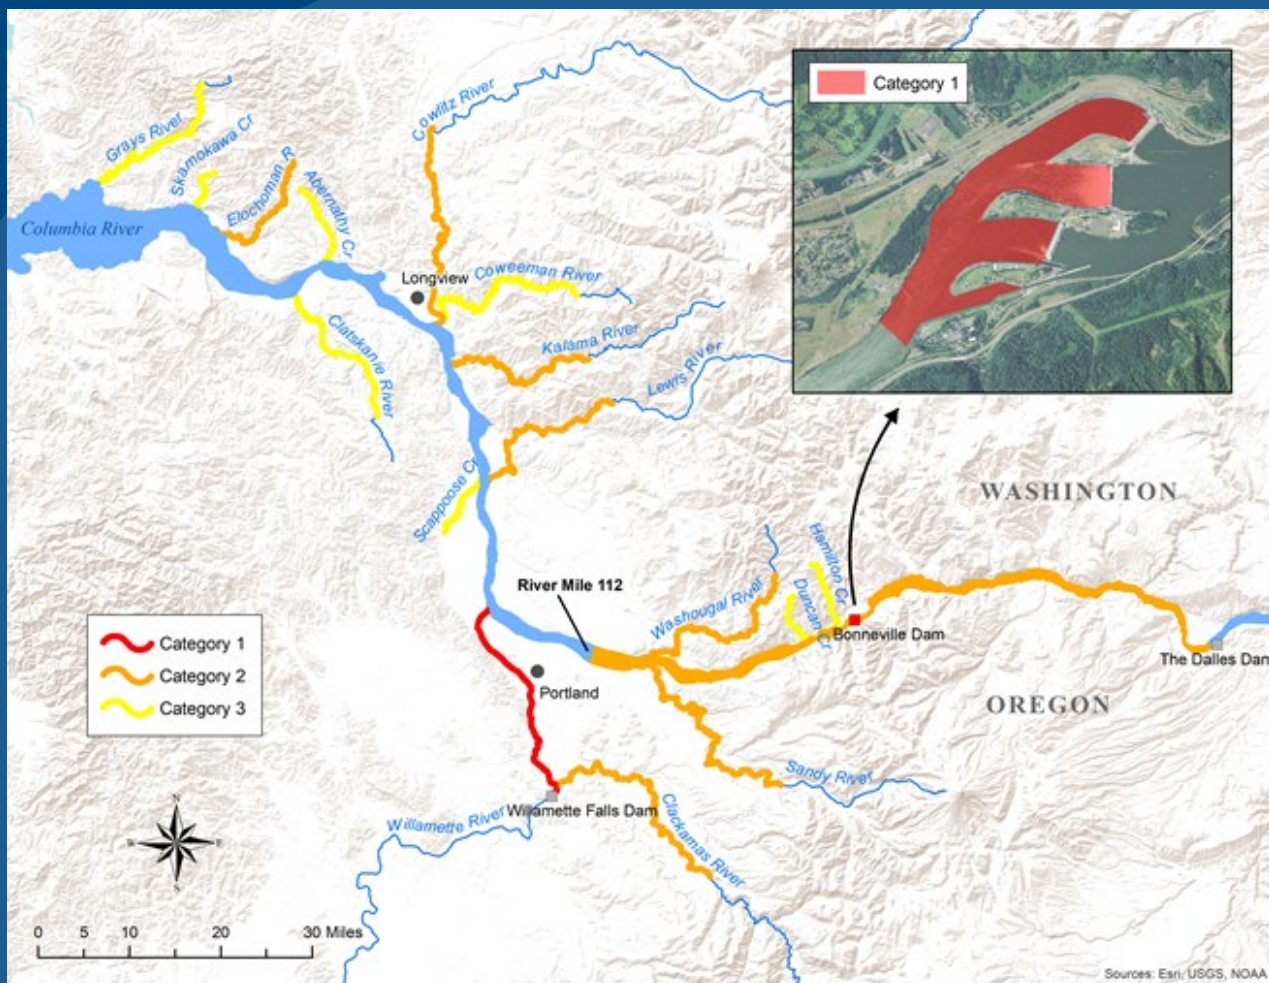 Category 1
Cowlitz River
Grays River
Skamokawa Cr
Elochoman R
Abernathy Cr
Columbia River
Longview
Coweeman River
Clatskanie River
Kalama River
Lewis River
Scappoose Cr
WASHINGTON
River Mile 112
Washougal River
Hamilton Cr
Duncan Cr
Bonneville Dam
The Dalles Dam
Category 1
Category 2
Category 3
Portland
OREGON
Sandy River
Willamette Falls Dam
Willamette River
Clackamas River
N
W
E
S
0 5 10 20 30 Miles
Sources: Esri, USGS, NOAA